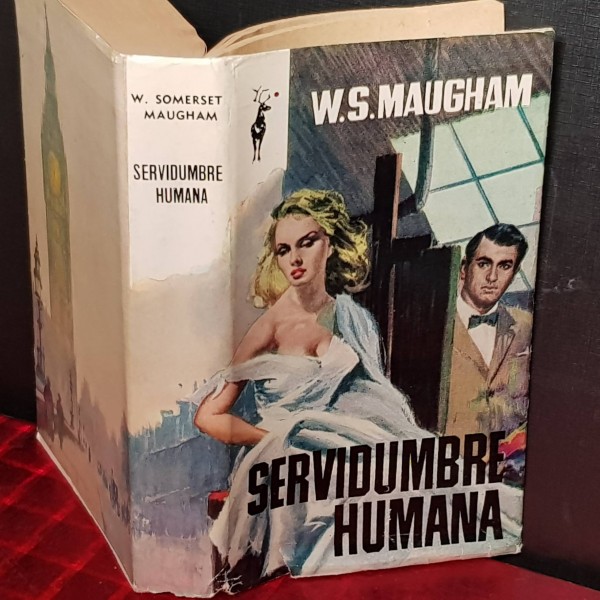 W. SOMERSET
MAUGHAM
SERVIDUMBRE
HUMANA
W.S.MAUGHAM
SERVIDUMBRE
HUMANA